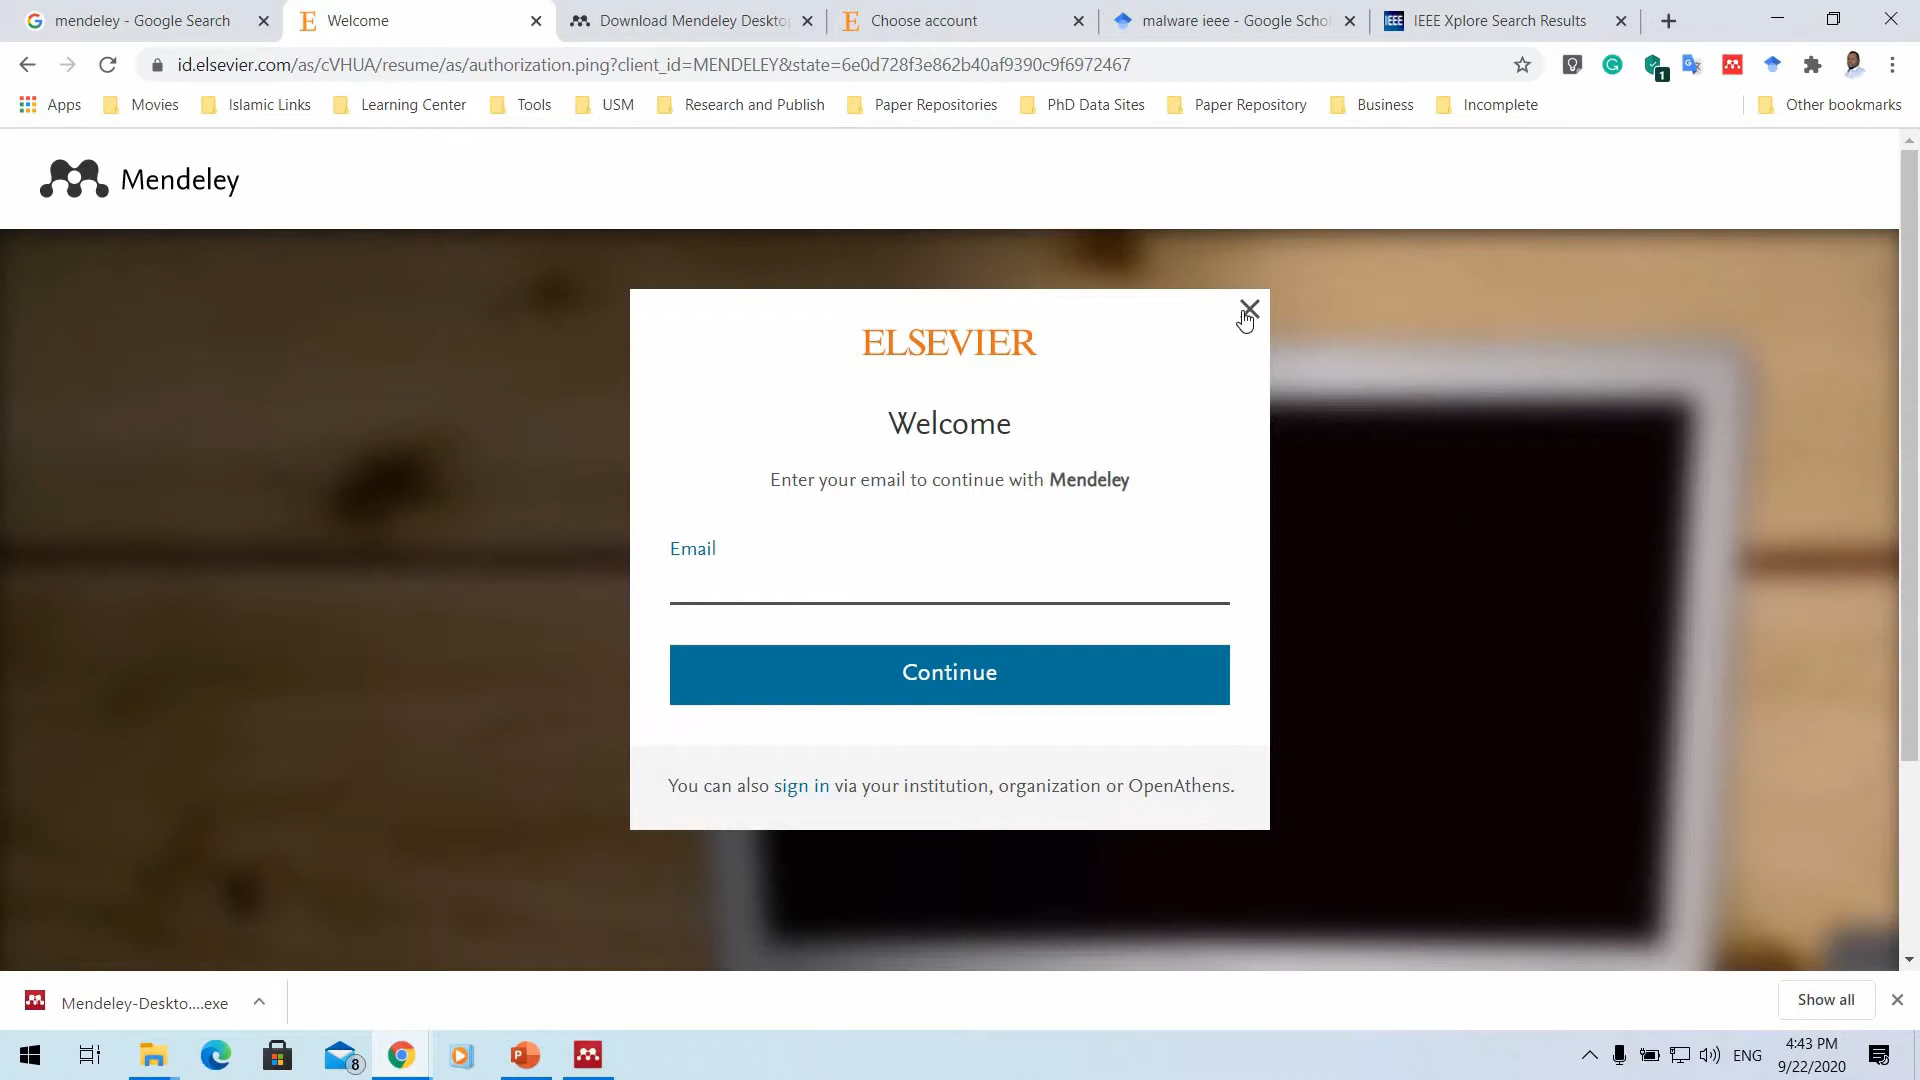 mendeley - Google Search
Welcome
Download Mendeley Deskto
Choose account
malware ieee - Google Schol
IEEE Xplore Search Results
id.elsevier.com/as/cVHUA/resume/as/authorization.ping?client_id=MENDELEY&state=6e0d728f3e862b40af9390c9f6972467
Apps
Movies
Islamic Links
Learning Center
Tools
USM
Research and Publish
Paper Repositories
PhD Data Sites
Paper Repository
Business
Incomplete
Other bookmarks
Mendeley
ELSEVIER
Welcome
Enter your email to continue with Mendeley
Email
Continue
You can also sign in via your institution, organization or OpenAthens.
Mendeley-Deskto....exe
Show all
8
ENG
4:43 PM
9/22/2020